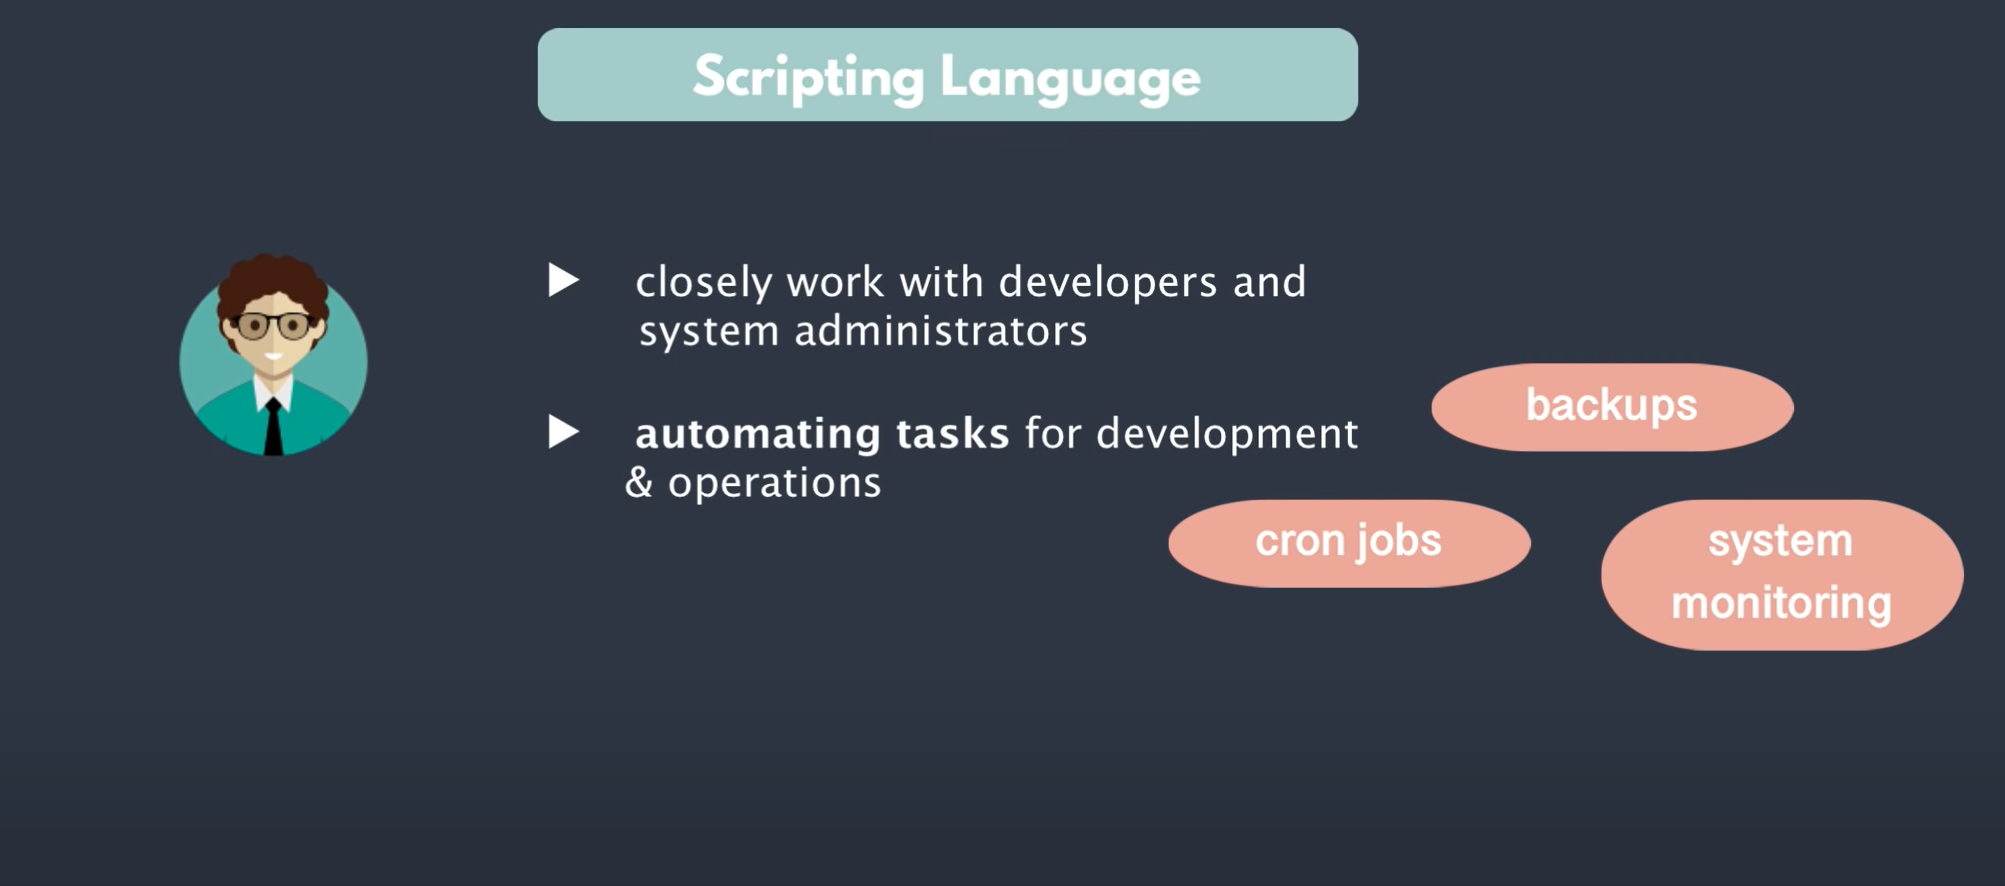 Scripting Language
closely work with developers and
system administrators
automating tasks for development
& operations
backups
cron jobs
system
monitoring